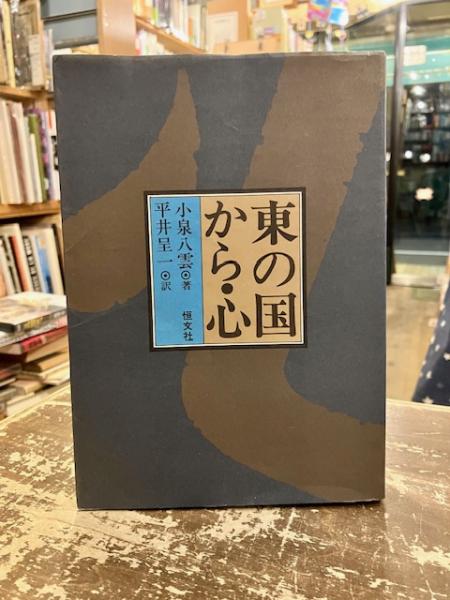 東の国
から・心
小泉八雲◉著
平井呈一◉訳
恒文社